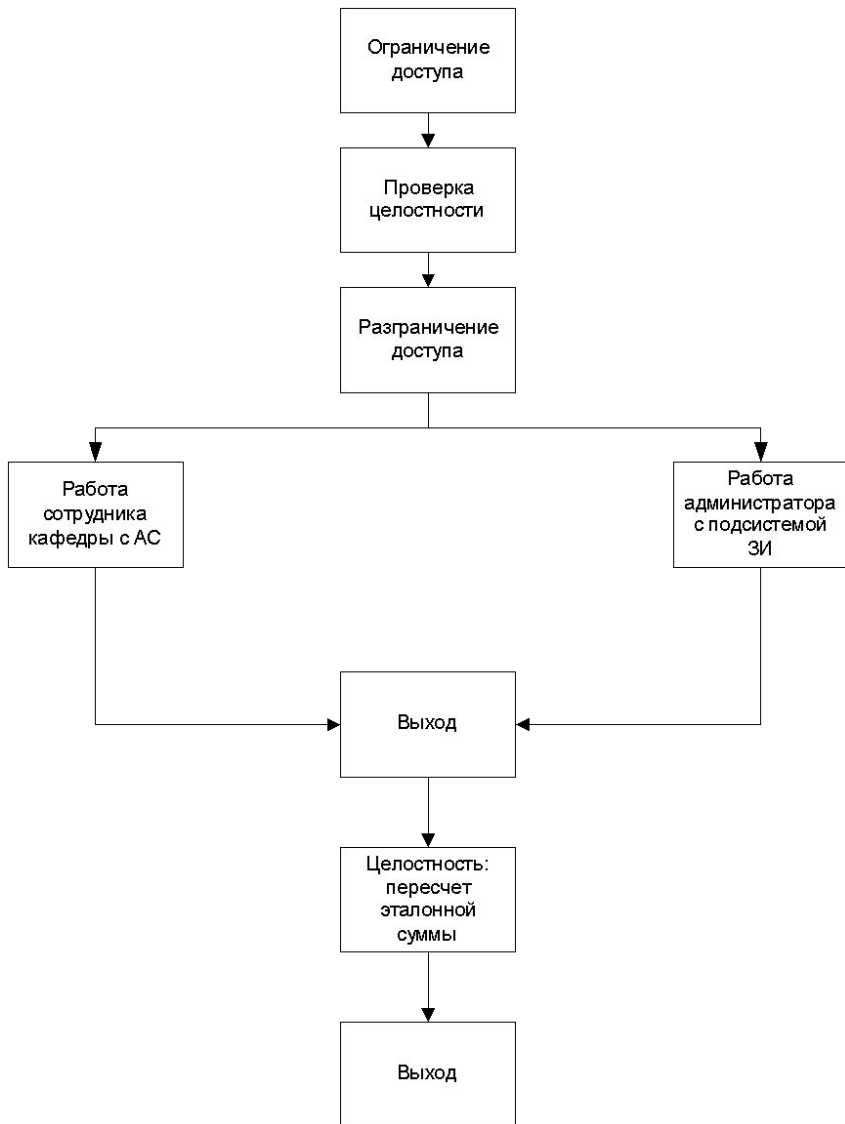 Ограничение
доступа
Проверка
целостности
Разграничение
доступа
Работа
сотрудника
кафедры с АС
Работа
администратора
с подсистемой
ЗИ
Выход
Целостность:
пересчет
эталонной
суммы
Выход